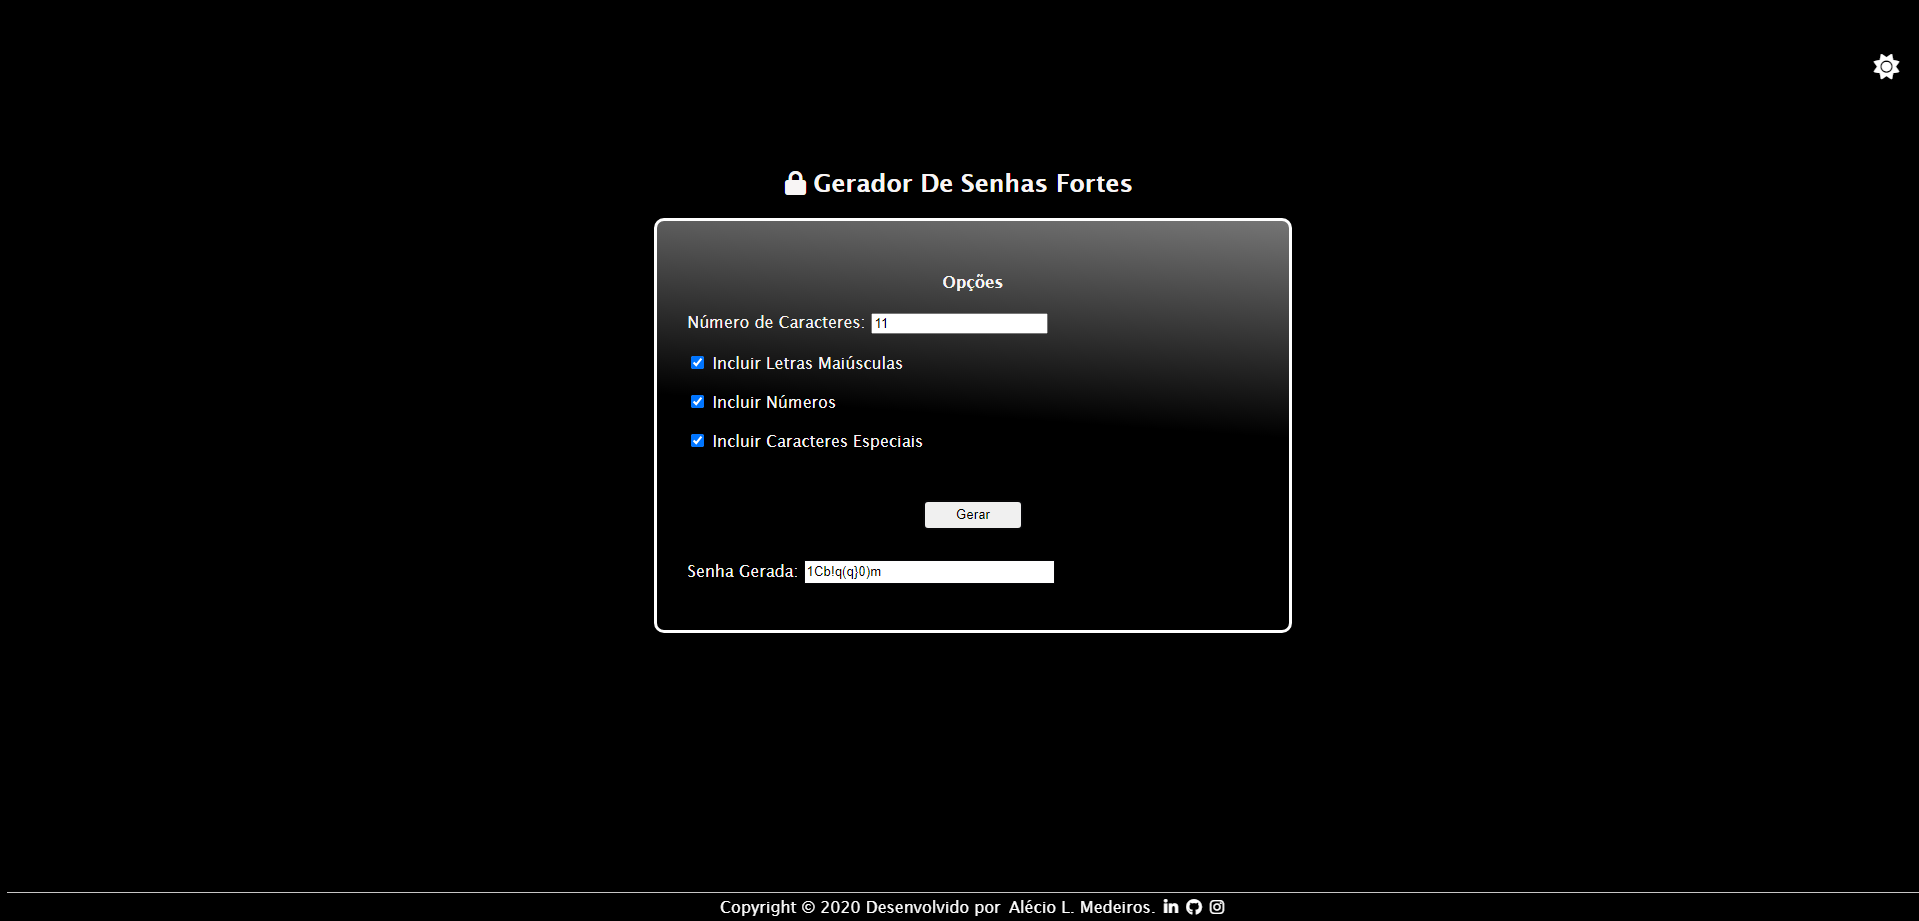 Gerador De Senhas Fortes
Opções
Número de Caracteres: 11
Incluir Letras Maiúsculas
Incluir Números
Incluir Caracteres Especiais
Gerar
Senha Gerada: 1Cb!q(q}0)m
Copyright © 2020 Desenvolvido por Alécio L. Medeiros.